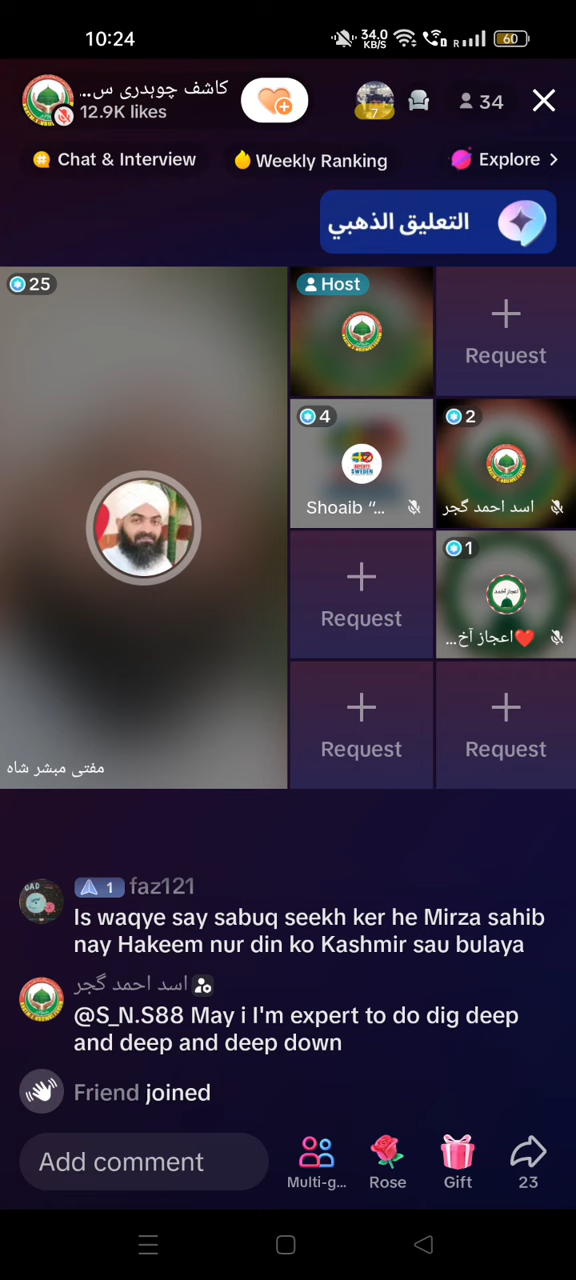 10:24
34.0
KB/S
R
60
کاشف چوہدری س...
12.9K likes
7
34
Chat & Interview
Weekly Ranking
Explore
التعليق الذهبي
25
Host
Request
4
2
Shoaib “...
اسد احمد گجر
Request
1
اعجاز آخ...
Request
Request
مفتی مبشر شاہ
1 faz121
Is waqye say sabuq seekh ker he Mirza sahib
nay Hakeem nur din ko Kashmir sau bulaya
اسد احمد گجر
@S_N.S88 May i I'm expert to do dig deep
and deep and deep down
Friend joined
Add comment
Multi-g...
Rose
Gift
23